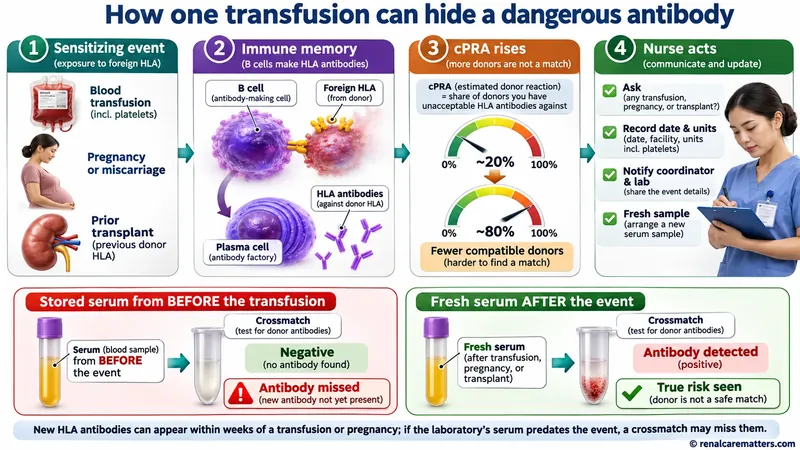 How one transfusion can hide a dangerous antibody
1 Sensitizing event
(exposure to foreign HLA)
Blood
transfusion
(incl. platelets)
Pregnancy
or miscarriage
Prior
transplant
(previous donor
HLA)
2 Immune memory
(B cells make HLA antibodies)
B cell
(antibody-making cell)
Foreign HLA
(from donor)
HLA antibodies
(against donor HLA)
Plasma cell
(antibody factory)
3 cPRA rises
(more donors are not a match)
cPRA (estimated donor reaction)
= share of donors you have
unacceptable HLA antibodies against
0% ~20% 100%
0% ~80% 100%
Fewer compatible donors
(harder to find a match)
4 Nurse acts
(communicate and update)
Ask
(any transfusion,
pregnancy, or transplant?)
Record date & units
(date, facility, units
incl. platelets)
Notify coordinator
& lab
(share the event details)
Fresh sample
(arrange a new
serum sample)
Stored serum from BEFORE the transfusion
Serum (blood sample)
from BEFORE
the event
Crossmatch
(test for donor antibodies)
Negative
(no antibody found)
Antibody missed
(new antibody not yet present)
Fresh serum AFTER the event
Fresh serum
(after transfusion,
pregnancy, or
transplant)
Crossmatch
(test for donor antibodies)
Antibody detected
(positive)
True risk seen
(donor is not a safe match)
New HLA antibodies can appear within weeks of a transfusion or pregnancy; if the laboratory's serum predates the event, a crossmatch may miss them.
© renalcarematters.com